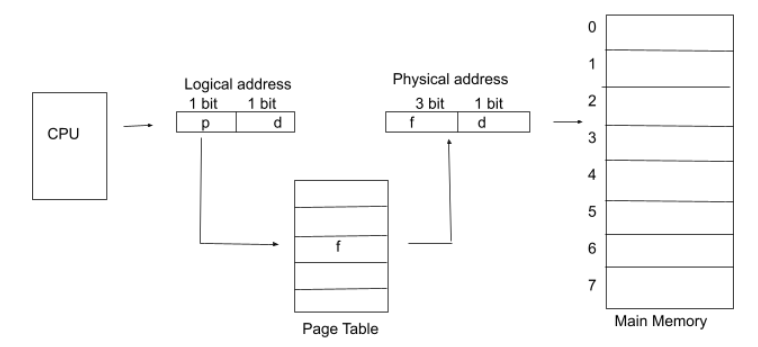 Logical address
1 bit 1 bit
p d
CPU
Physical address
3 bit 1 bit
f d
f
Page Table
0
1
2
3
4
5
6
7
Main Memory